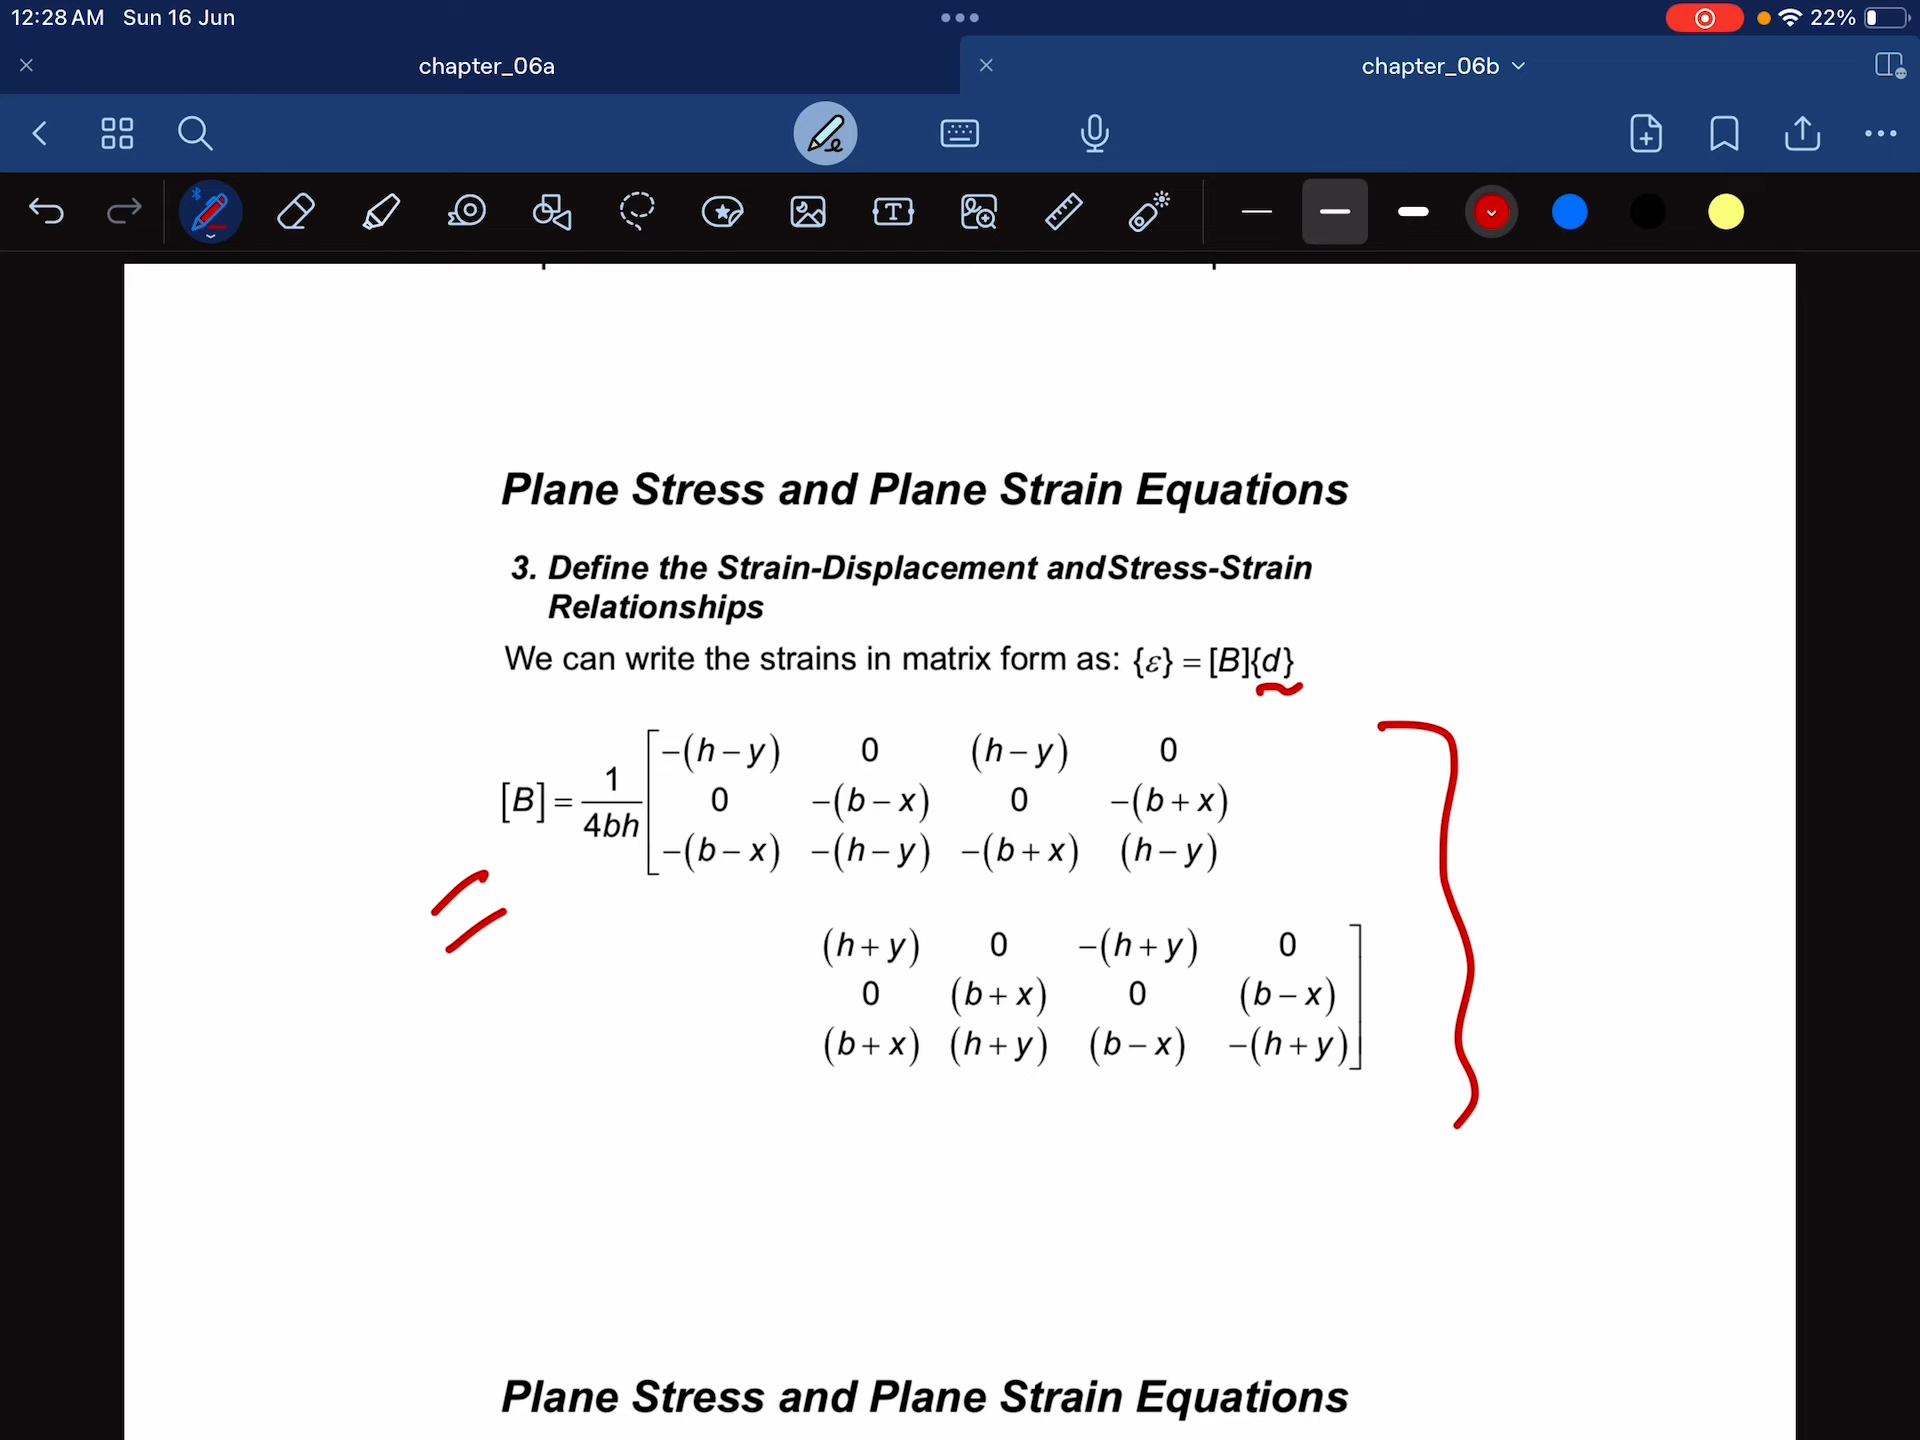 12:28 AM Sun 16 Jun
22%
chapter_06a
chapter_06b
Plane Stress and Plane Strain Equations
3. Define the Strain-Displacement andStress-Strain
Relationships
We can write the strains in matrix form as: {ε} = [B]{d}
[B] = 1/4bh [ -(h - y) 0 (h - y) 0
0 -(b - x) 0 -(b + x)
-(b - x) -(h - y) -(b + x) (h - y)
(h + y) 0 -(h + y) 0
0 (b + x) 0 (b - x)
(b + x) (h + y) (b - x) -(h + y) ]
Plane Stress and Plane Strain Equations